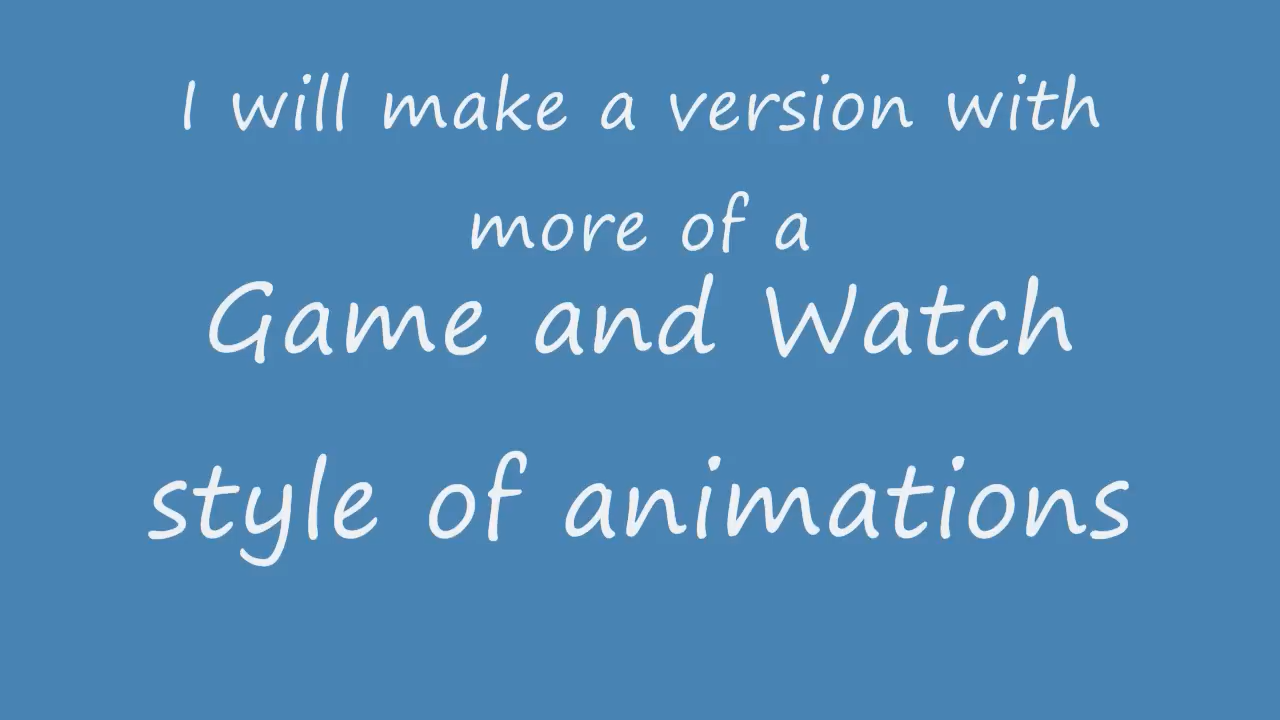 I will make a version with
more of a
Game and Watch
style of animations